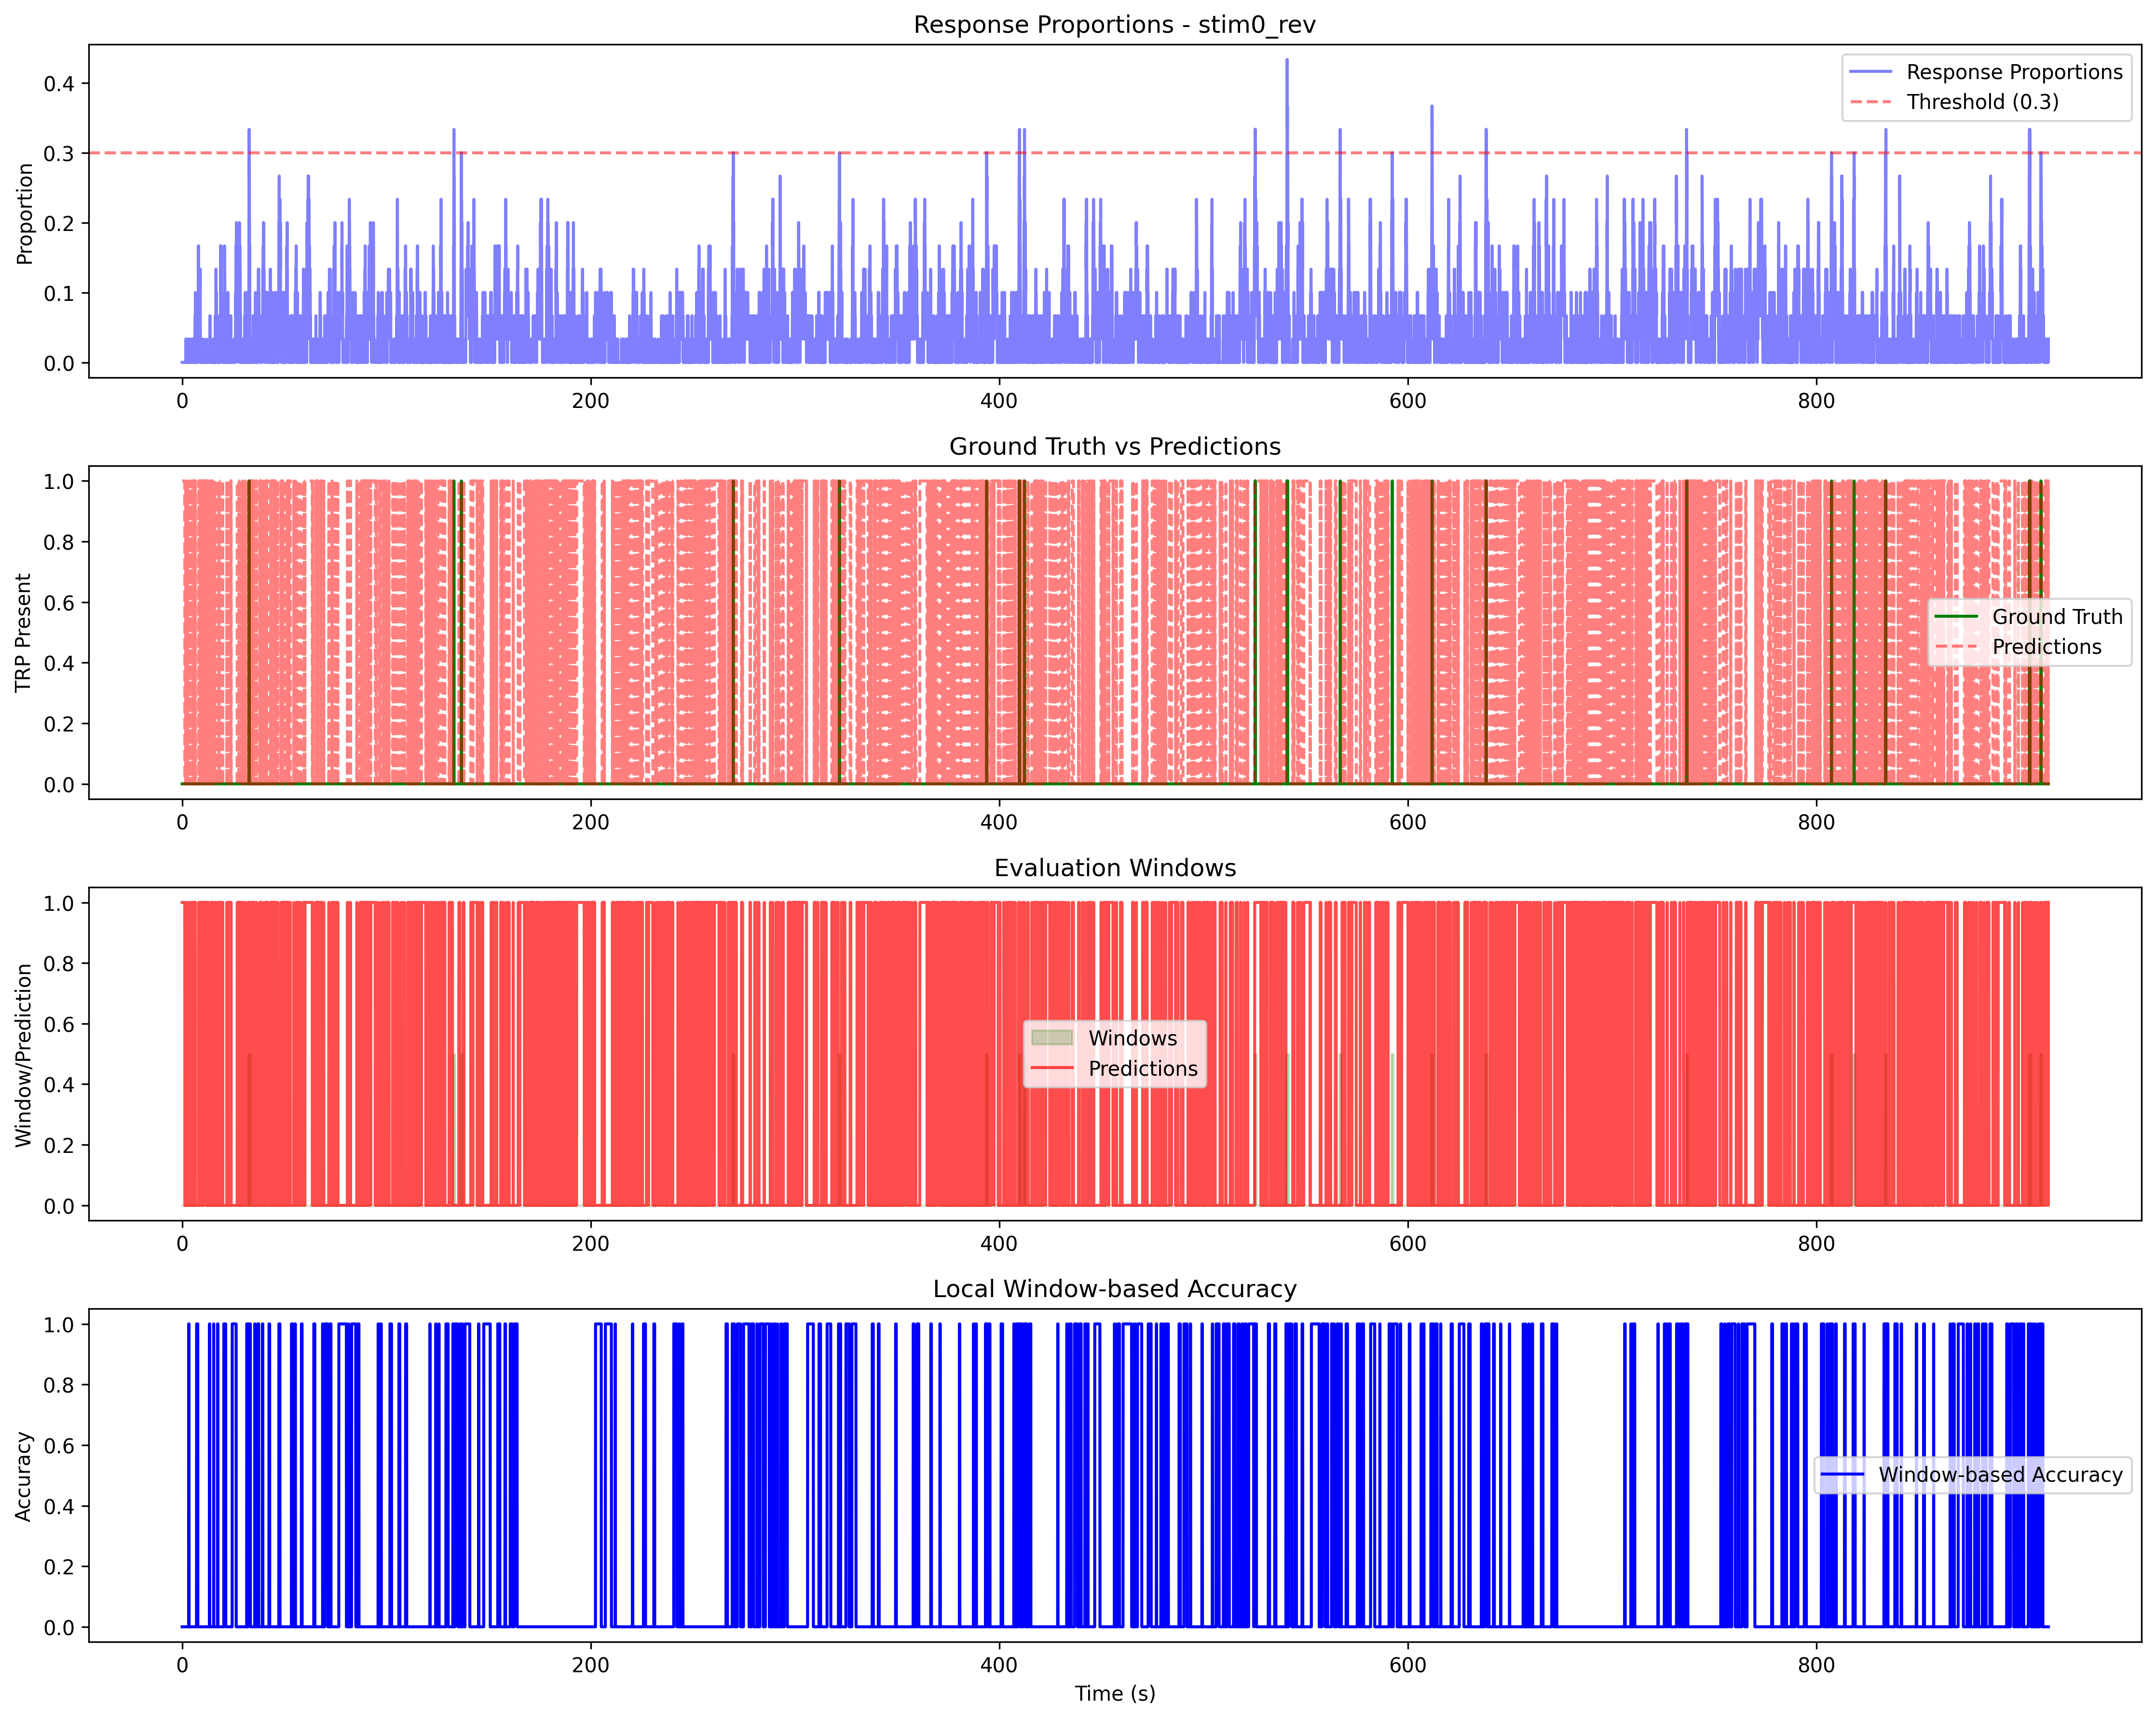 Response Proportions - stim0_rev
Proportion
0.4
0.3
0.2
0.1
0.0
Response Proportions
Threshold (0.3)
0 200 400 600 800
Ground Truth vs Predictions
TRP Present
1.0
0.8
0.6
0.4
0.2
0.0
Ground Truth
Predictions
0 200 400 600 800
Evaluation Windows
Window/Prediction
1.0
0.8
0.6
0.4
0.2
0.0
Windows
Predictions
0 200 400 600 800
Local Window-based Accuracy
Accuracy
1.0
0.8
0.6
0.4
0.2
0.0
Window-based Accuracy
0 200 400 600 800
Time (s)